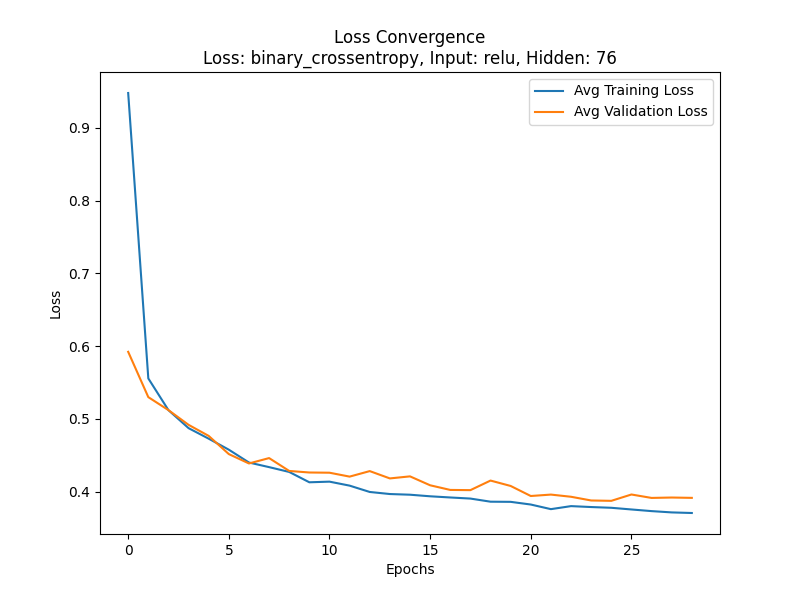 Loss Convergence
Loss: binary_crossentropy, Input: relu, Hidden: 76
Avg Training Loss
Avg Validation Loss
0.9
0.8
0.7
0.6
0.5
0.4
Loss
0
5
10
15
20
25
Epochs